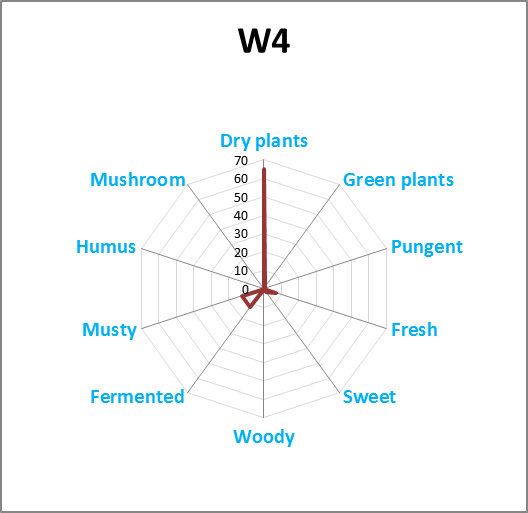 W4
Dry plants
70
Mushroom
60
Green plants
50
40
Humus
30
Pungent
20
10
0
Musty
Fresh
Fermented
Sweet
Woody